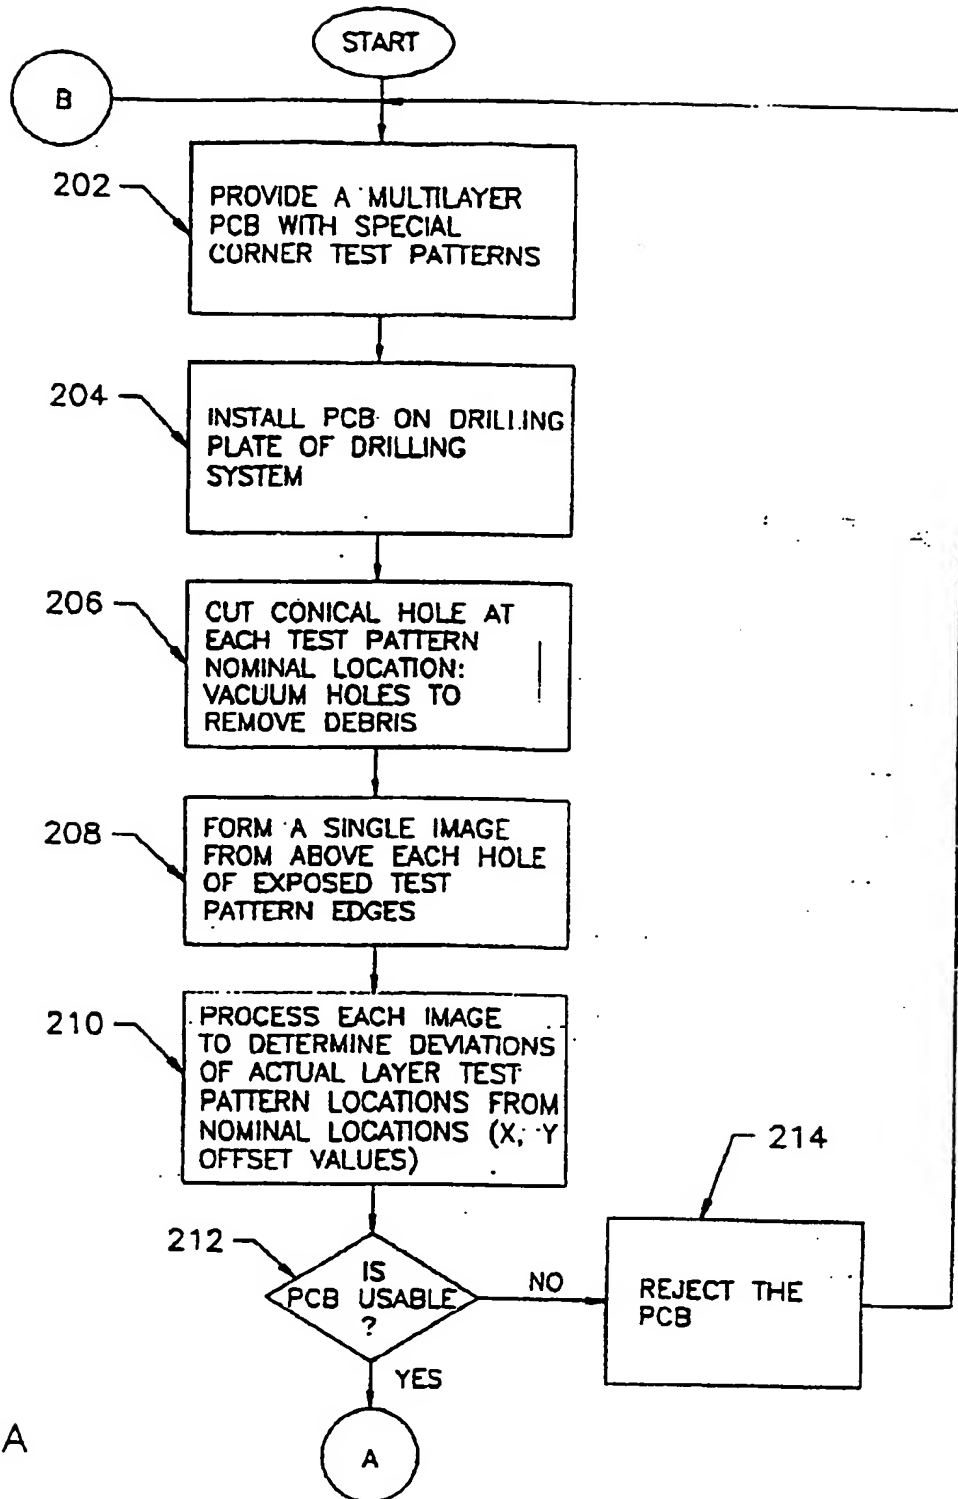 START
B
202
PROVIDE A MULTILAYER
PCB WITH SPECIAL
CORNER TEST PATTERNS
204
INSTALL PCB ON DRILLING
PLATE OF DRILLING
SYSTEM
206
CUT CONICAL HOLE AT
EACH TEST PATTERN
NOMINAL LOCATION:
VACUUM HOLES TO
REMOVE DEBRIS
208
FORM A SINGLE IMAGE
FROM ABOVE EACH HOLE
OF EXPOSED TEST
PATTERN EDGES
210
PROCESS EACH IMAGE
TO DETERMINE DEVIATIONS
OF ACTUAL LAYER TEST
PATTERN LOCATIONS FROM
NOMINAL LOCATIONS (X, Y
OFFSET VALUES)
212
IS
PCB USABLE
?
NO
214
REJECT THE
PCB
YES
A
A